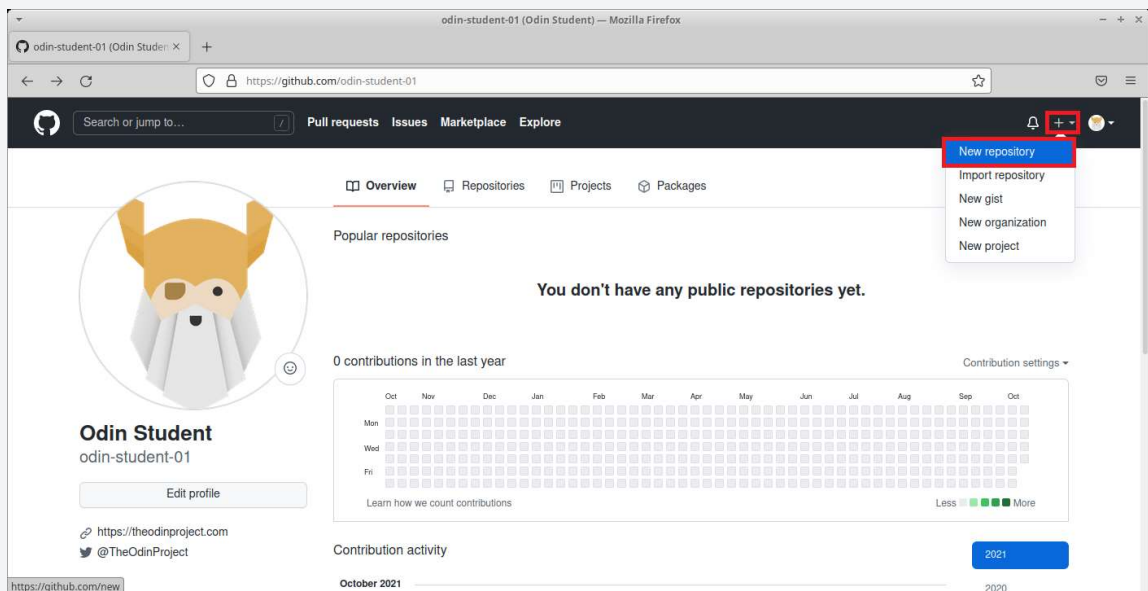 odin-student-01 (Odin Student) — Mozilla Firefox
odin-student-01 (Odin Studen
https://github.com/odin-student-01
Search or jump to... /
Pull requests Issues Marketplace Explore
New repository
Import repository
New gist
New organization
New project
Overview Repositories Projects Packages
Popular repositories
You don't have any public repositories yet.
0 contributions in the last year
Contribution settings
Oct Nov Dec Jan Feb Mar Apr May Jun Jul Aug Sep Oct
Mon
Wed
Fri
Learn how we count contributions
Less More
Odin Student
odin-student-01
Edit profile
https://theodinproject.com
@TheOdinProject
Contribution activity
2021
October 2021
2020
https://github.com/new